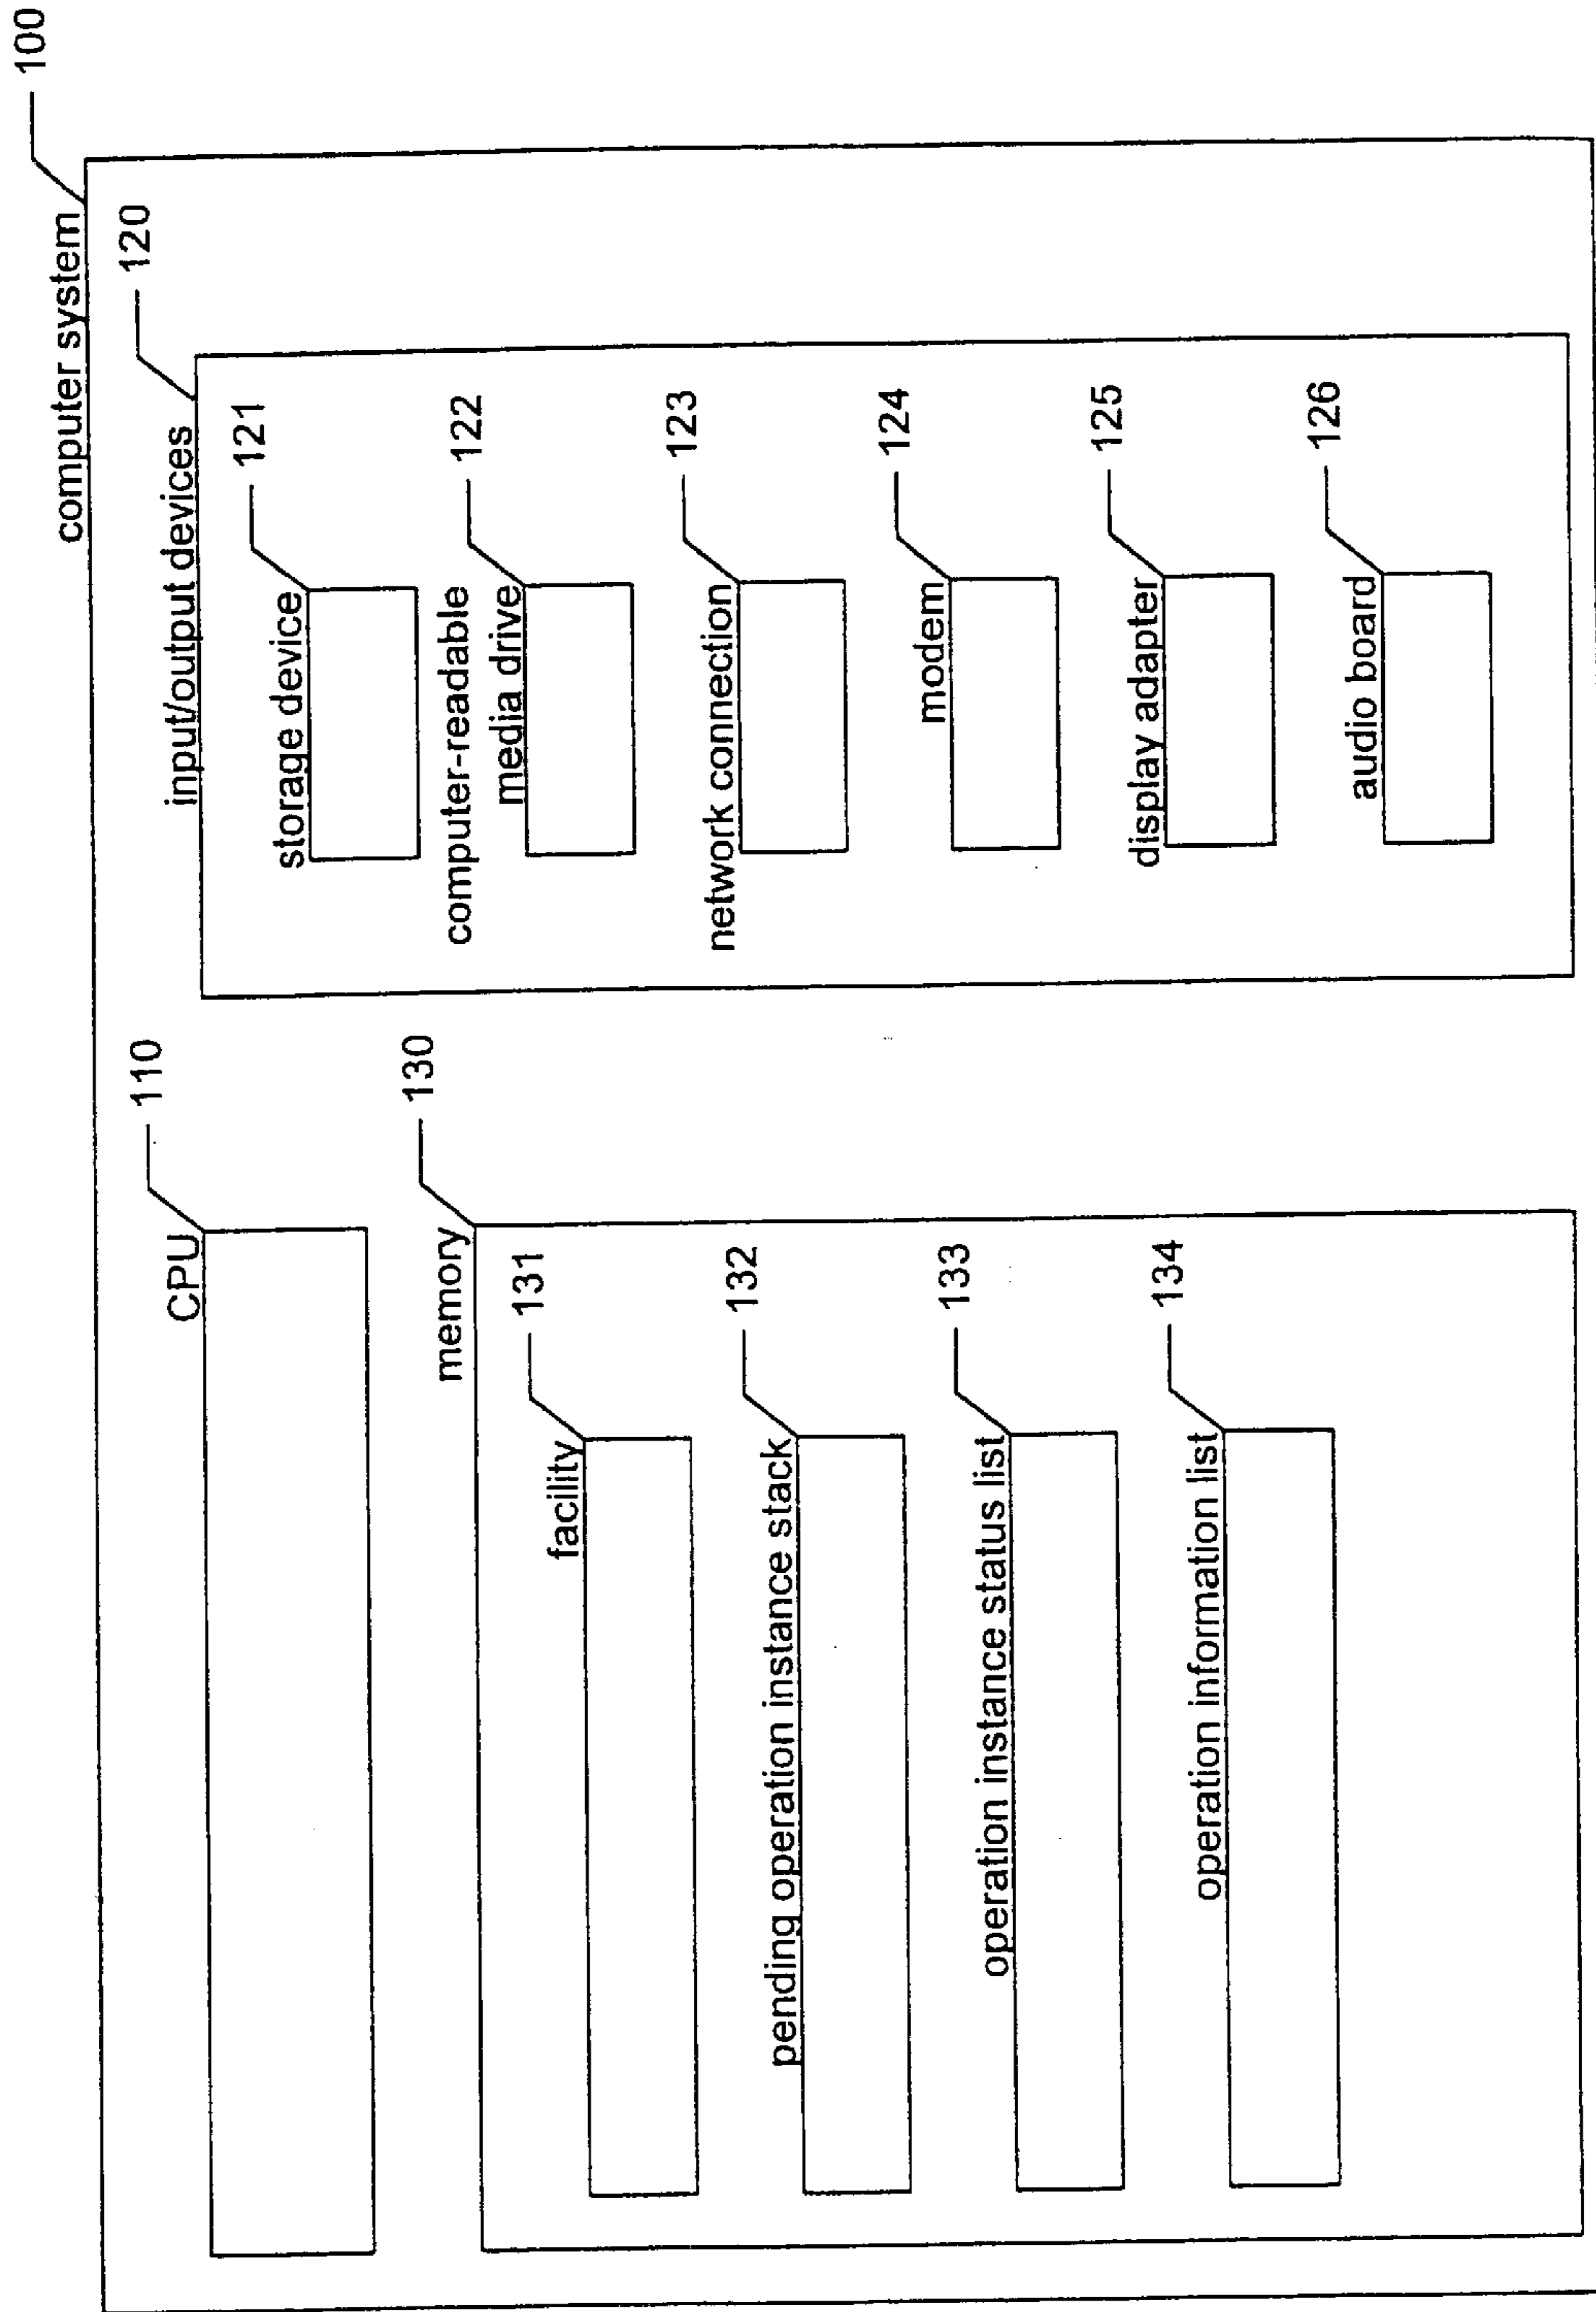 100
computer system
120
input/output devices
121
storage device
122
computer-readable
media drive
123
network connection
124
modem
125
display adapter
126
audio board
110
CPU
130
memory
131
facility
132
pending operation instance stack
133
operation instance status list
134
operation information list